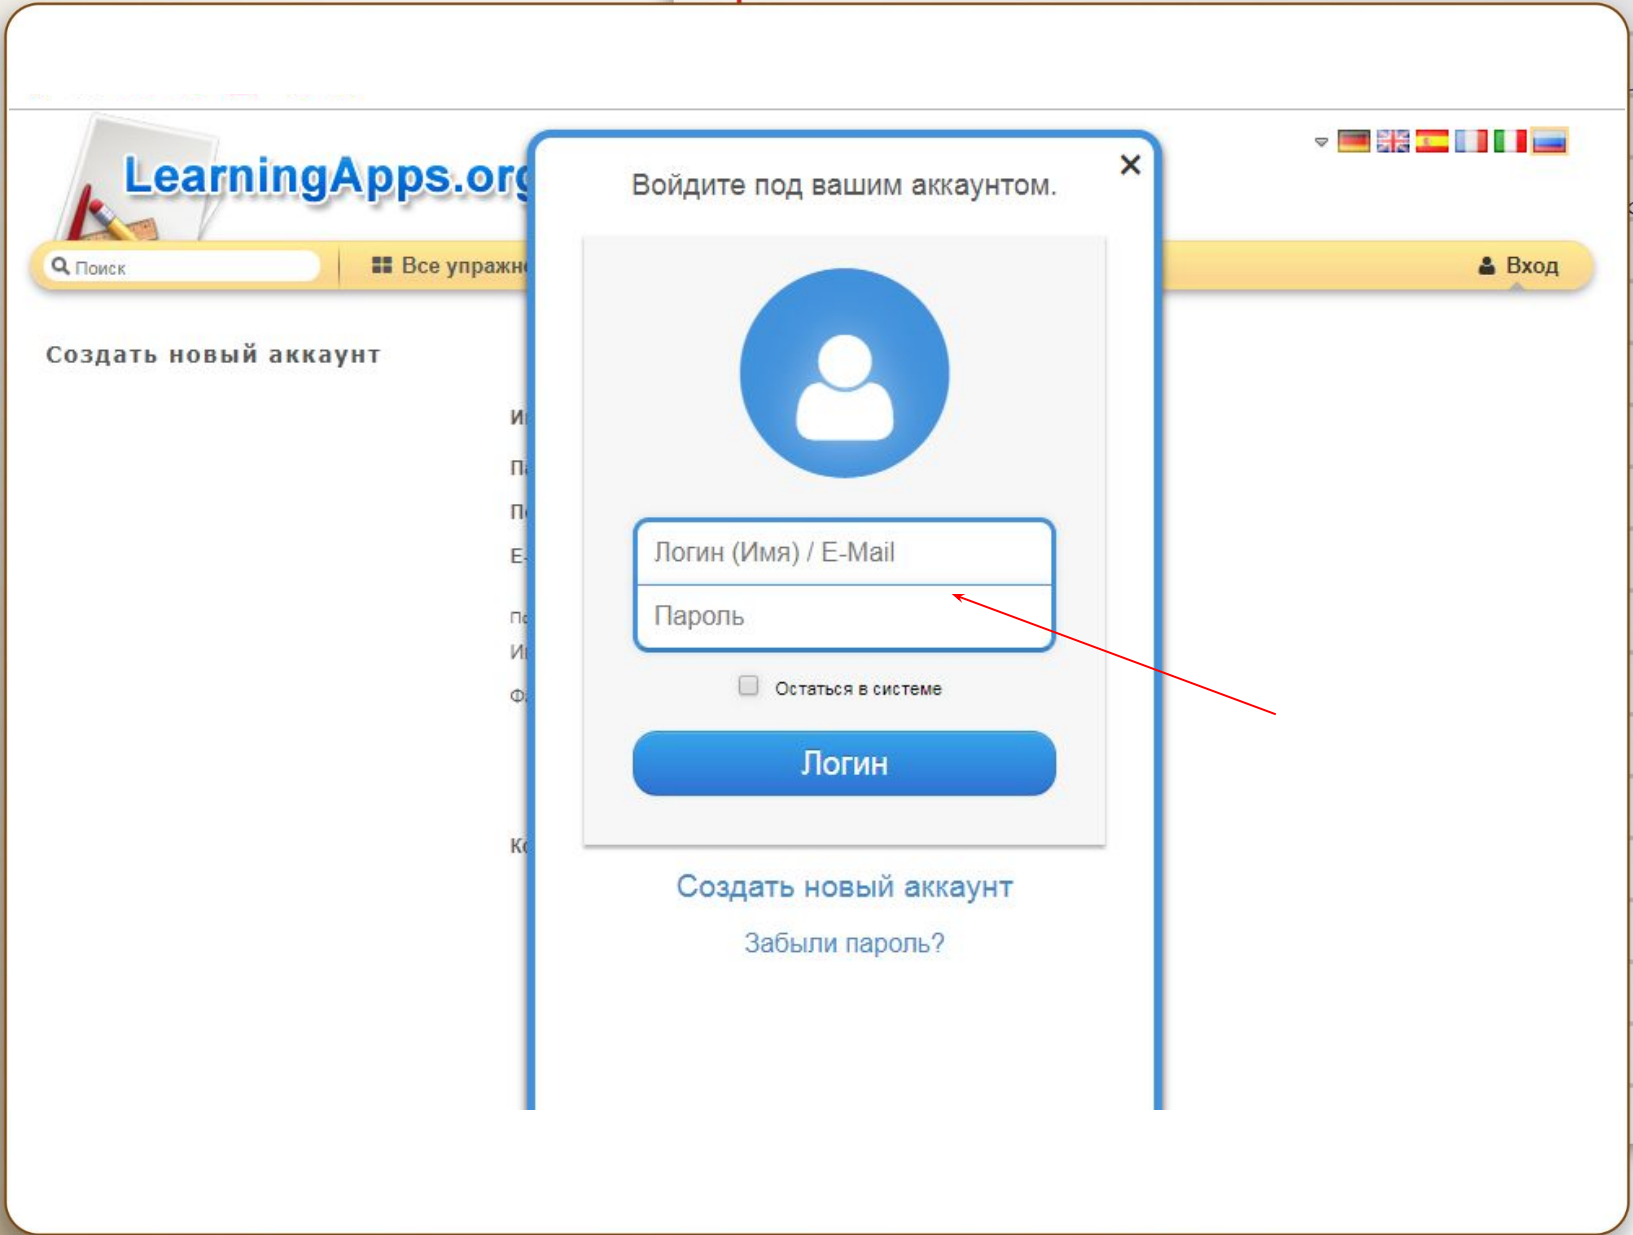 LearningApps.org
Войдите под вашим аккаунтом.
Поиск
Все упражн
Вход
Создать новый аккаунт
Логин (Имя) / E-Mail
Пароль
Остаться в системе
Логин
Создать новый аккаунт
Забыли пароль?